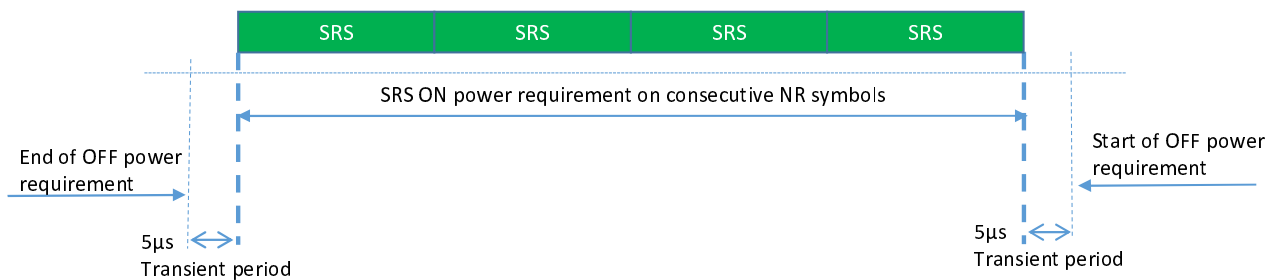 SRS SRS SRS SRS
SRS ON power requirement on consecutive NR symbols
End of OFF power
requirement
Start of OFF power
requirement
5µs
Transient period
5µs
Transient period